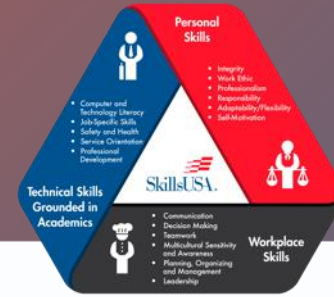 Personal
Skills
• Integrity
• Work Ethic
• Professionalism
• Responsibility
• Adaptability/Flexibility
• Self-Motivation
• Computer and
Technology Literacy
• Job-Specific Skills
• Safety and Health
• Service Orientation
• Professional
Development
Technical Skills
Grounded in
Academics
SkillsUSA.
• Communication
• Decision Making
• Teamwork
• Multicultural Sensitivity
and Awareness
• Planning, Organizing
and Management
• Leadership
Workplace
Skills